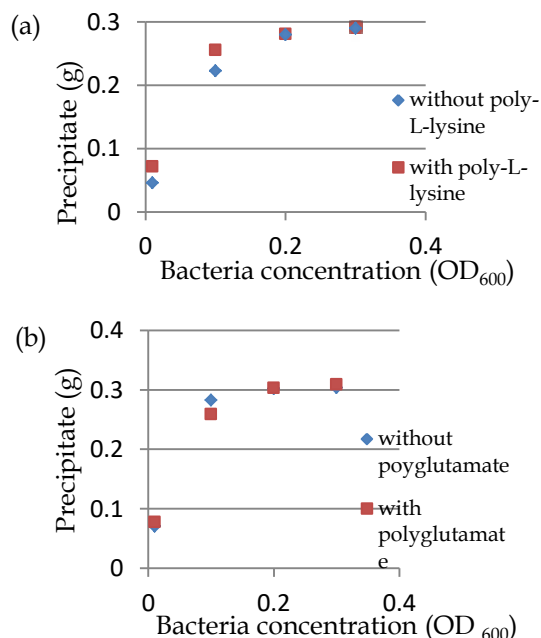 (a)
Precipitate (g)
0.3
0.2
0.1
0
0
0.2
0.4
Bacteria concentration (OD600)
without poly-
L-lysine
with poly-L-
lysine
(b)
Precipitate (g)
0.4
0.3
0.2
0.1
0
0
0.2
0.4
Bacteria concentration (OD 600)
without
poyglutamate
with
polyglutamat
e